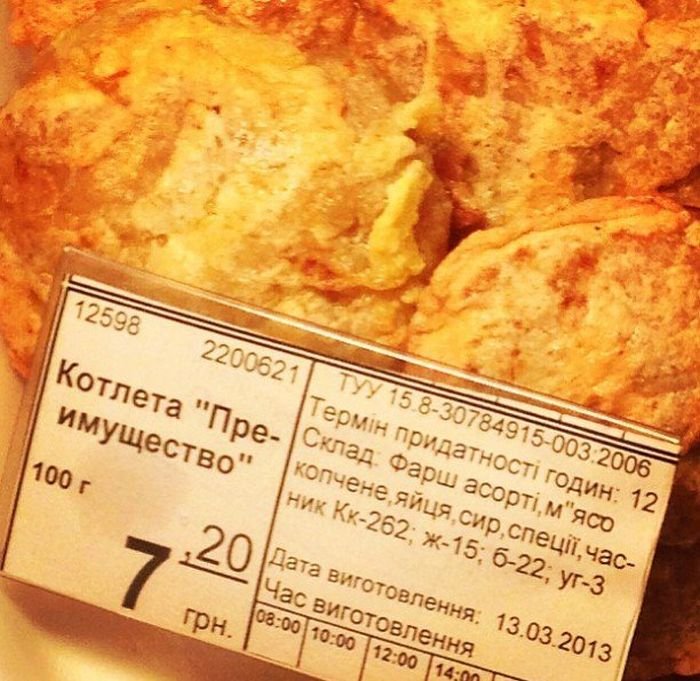 12598
2200621
Котлета "Пре-
имущество"
100 г
7,20
грн.
ТУУ 15.8-30784915-003:2006
Термін придатності годин: 12
Склад: Фарш асорті,м"ясо
копчене,яйця,сир,спеції,час-
ник Кк-262; ж-15; б-22; уг-3
Дата виготовлення: 13.03.2013
Час виготовлення
08:00 10:00 12:00 14:00